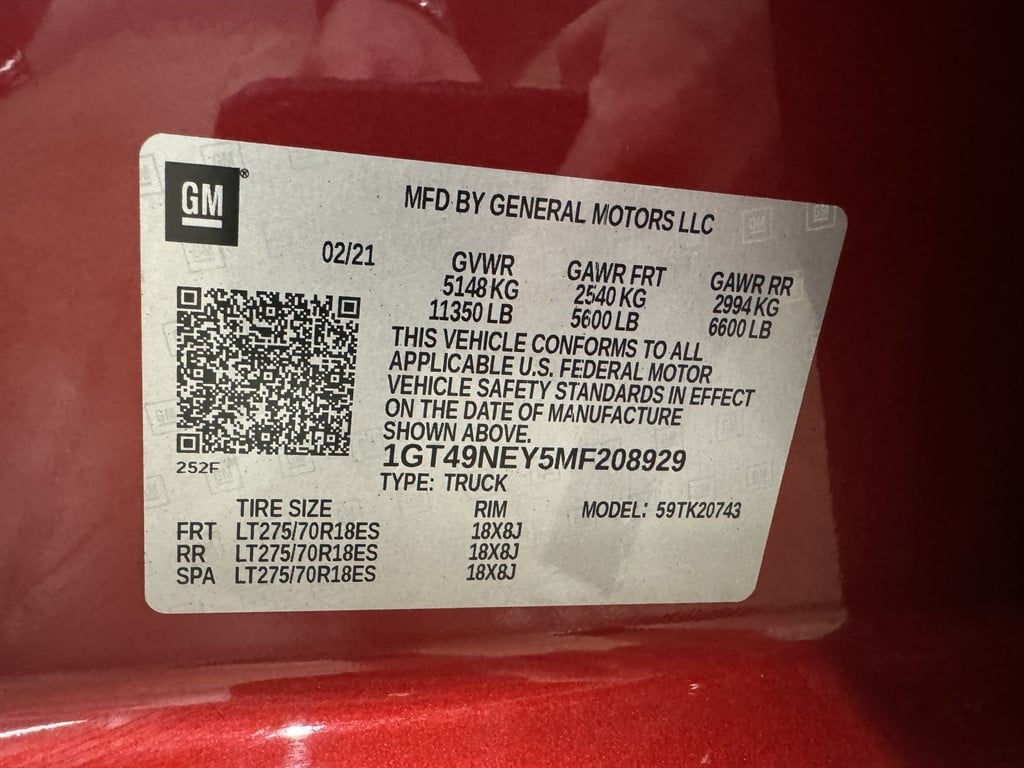 GM®
MFD BY GENERAL MOTORS LLC
02/21
GVWR GAWR FRT GAWR RR
5148 KG 2540 KG 2994 KG
11350 LB 5600 LB 6600 LB
THIS VEHICLE CONFORMS TO ALL
APPLICABLE U.S. FEDERAL MOTOR
VEHICLE SAFETY STANDARDS IN EFFECT
ON THE DATE OF MANUFACTURE
SHOWN ABOVE.
252F
1GT49NEY5MF208929
TYPE: TRUCK
TIRE SIZE RIM MODEL: 59TK20743
FRT LT275/70R18ES 18X8J
RR LT275/70R18ES 18X8J
SPA LT275/70R18ES 18X8J